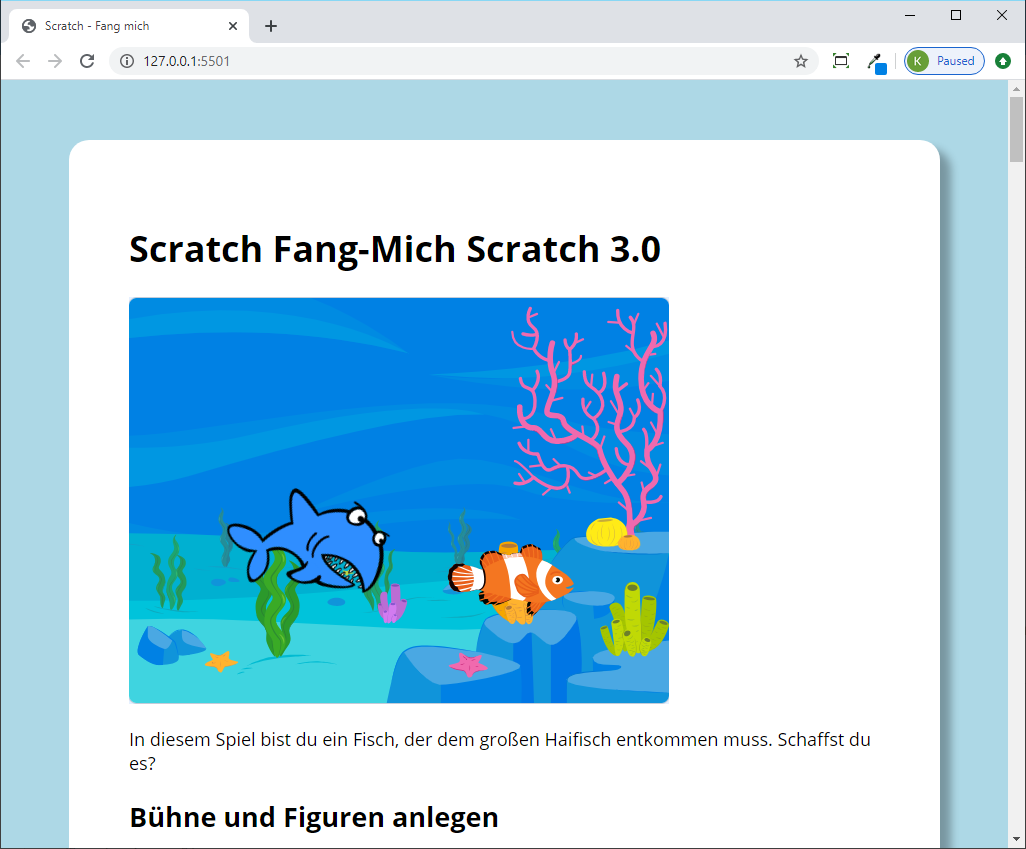 Scratch - Fang mich
127.0.0.1:5501
K
Paused
Scratch Fang-Mich Scratch 3.0
In diesem Spiel bist du ein Fisch, der dem großen Haifisch entkommen muss. Schaffst du
es?
Bühne und Figuren anlegen